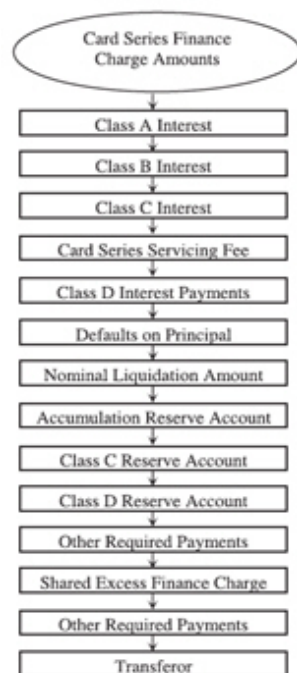 Card Series Finance
Charge Amounts
Class A Interest
Class B Interest
Class C Interest
Card Series Servicing Fee
Class D Interest Payments
Defaults on Principal
Nominal Liquidation Amount
Accumulation Reserve Account
Class C Reserve Account
Class D Reserve Account
Other Required Payments
Shared Excess Finance Charge
Other Required Payments
Transferor